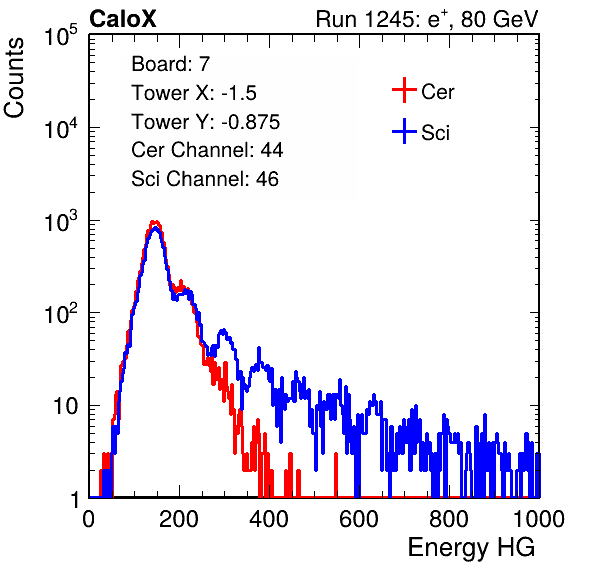 CaloX Run 1245: e⁺, 80 GeV
Counts
Board: 7
Tower X: -1.5
Tower Y: -0.875
Cer Channel: 44
Sci Channel: 46
Cer
Sci
10⁵
10⁴
10³
10²
10
1
0 200 400 600 800 1000
Energy HG